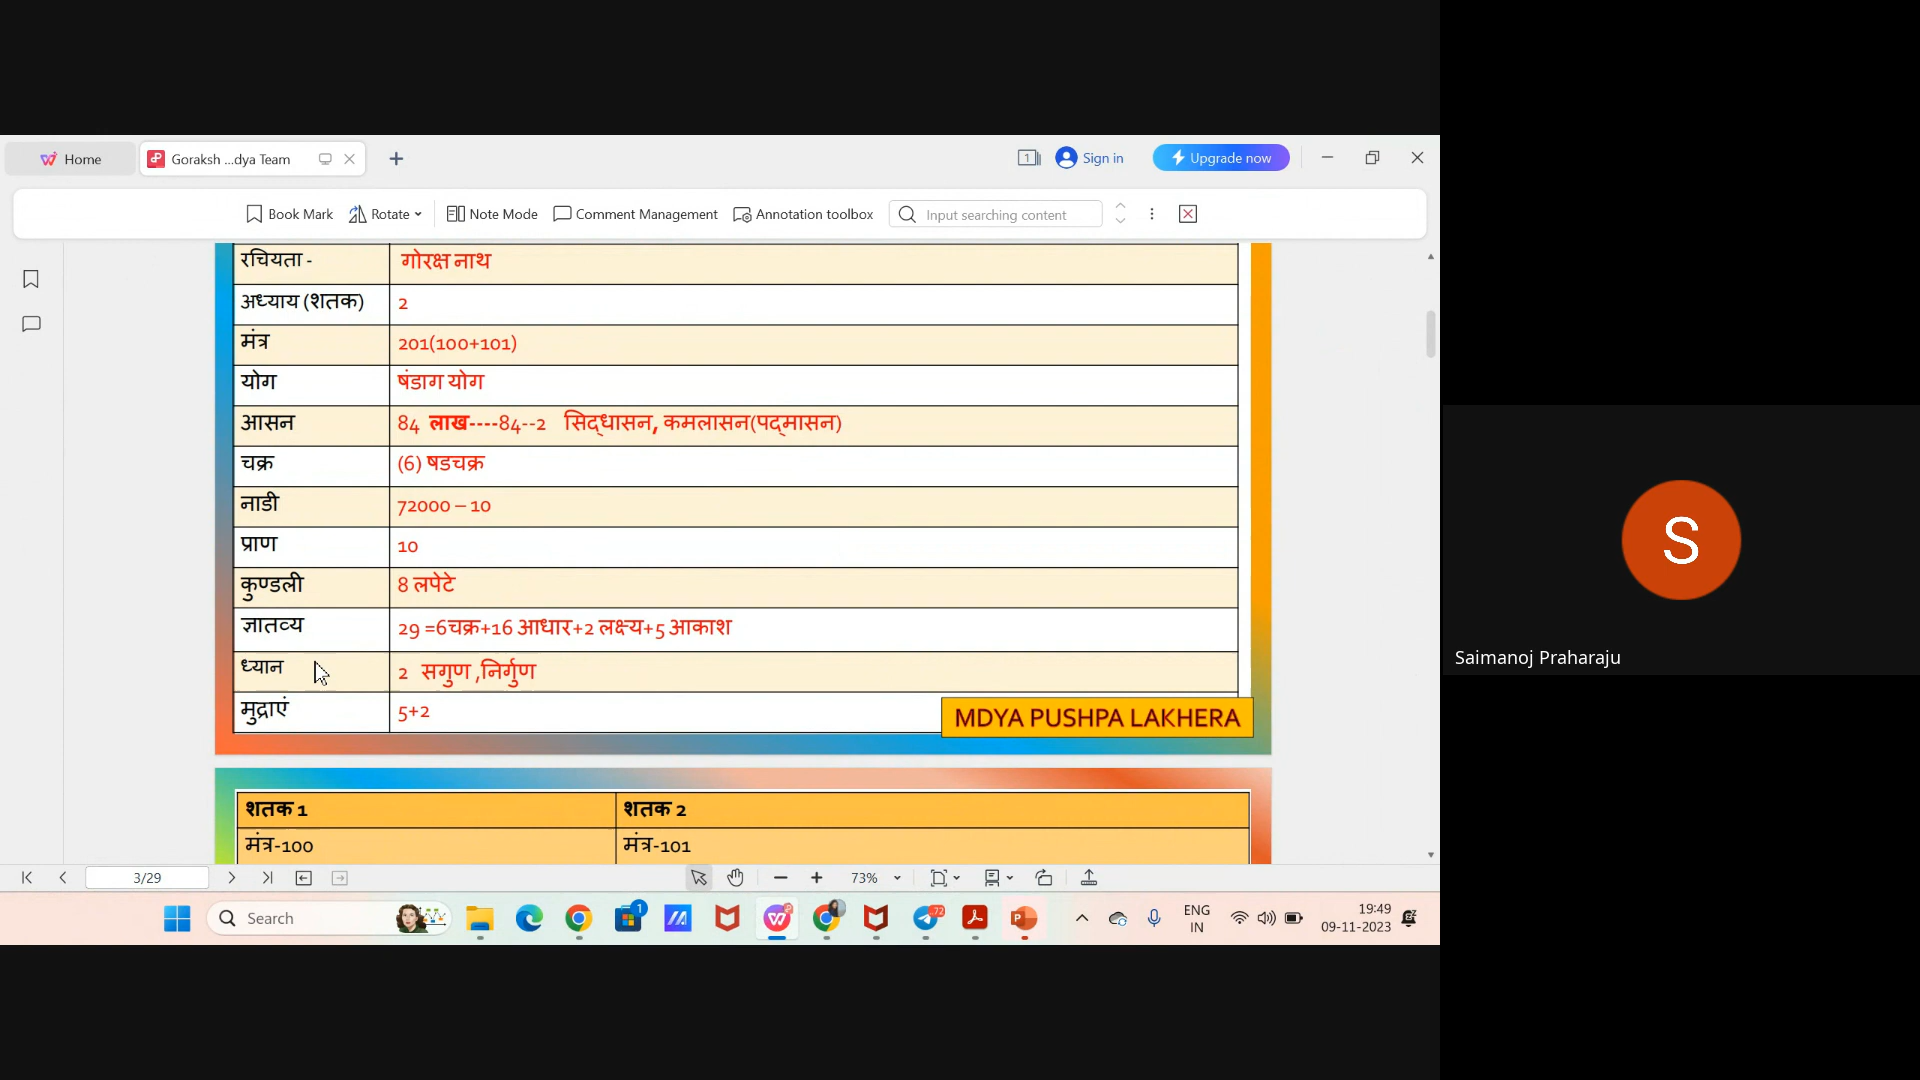 Home
Goraksh ...dya Team
1
Sign in
Upgrade now
Book Mark
Rotate
Note Mode
Comment Management
Annotation toolbox
Input searching content
रचियता - गोरक्ष नाथ
अध्याय (शतक) 2
मंत्र 201(100+101)
योग षंडाग योग
आसन 84 लाख----84--2 सिद्धासन, कमलासन(पद्मासन)
चक्र (6) षडचक्र
नाडी 72000 – 10
प्राण 10
कुण्डली 8 लपेटे
ज्ञातव्य 29 =6चक्र+16 आधार+2 लक्ष्य+5 आकाश
ध्यान 2 सगुण ,निर्गुण
मुद्राएं 5+2
MDYA PUSHPA LAKHERA
शतक 1 शतक 2
मंत्र-100 मंत्र-101
3/29
73%
Search
1
72
ENG
IN
19:49
09-11-2023
S
Saimanoj Praharaju